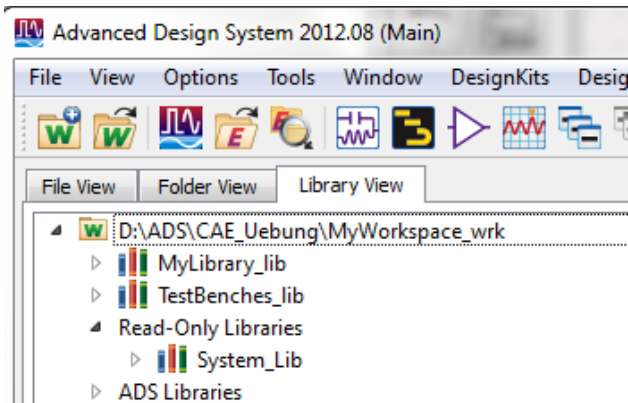 Advanced Design System 2012.08 (Main)
File View Options Tools Window DesignKits Desig
File View Folder View Library View
D:\ADS\CAE_Uebung\MyWorkspace_wrk
MyLibrary_lib
TestBenches_lib
Read-Only Libraries
System_Lib
ADS Libraries